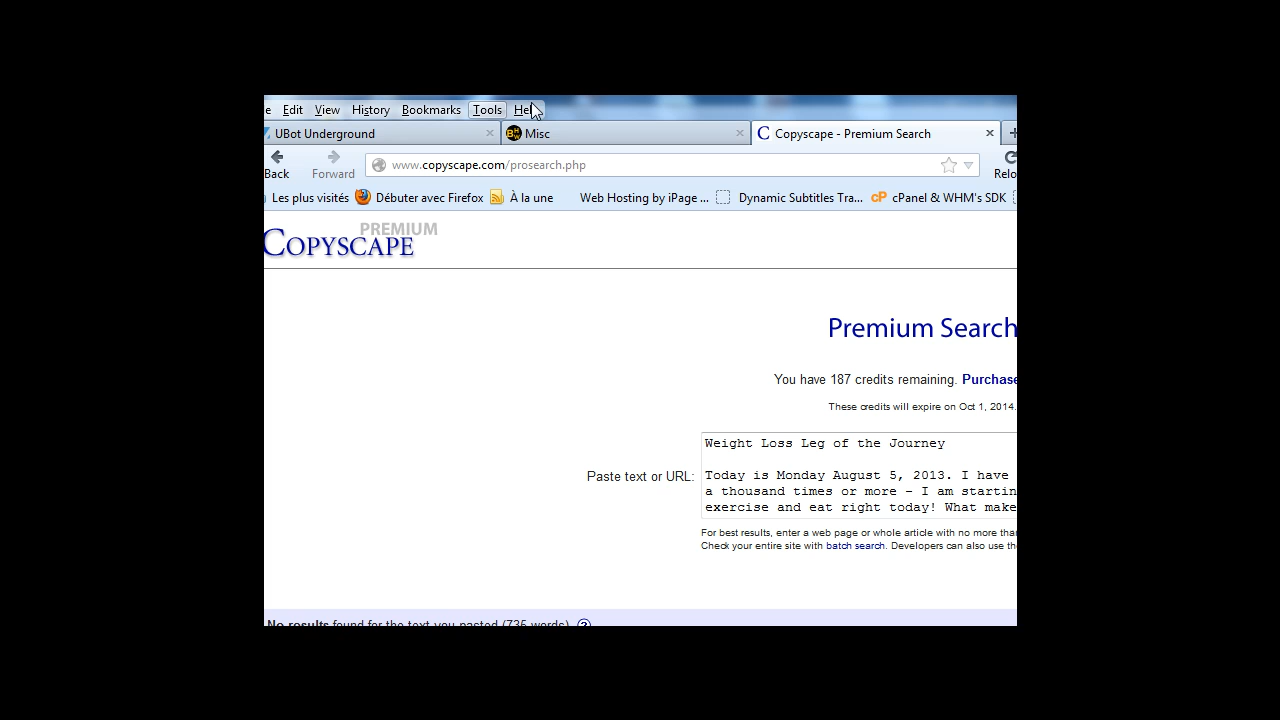 e Edit View History Bookmarks Tools Hel
UBot Underground × Misc × Copyscape - Premium Search × +
www.copyscape.com/prosearch.php
Back Forward Relo
Les plus visités Débuter avec Firefox À la une Web Hosting by iPage ... Dynamic Subtitles Tra... cP cPanel & WHM's SDK
PREMIUM
COPYSCAPE
Premium Search
You have 187 credits remaining. Purchase
These credits will expire on Oct 1, 2014.
Weight Loss Leg of the Journey
Paste text or URL:
Today is Monday August 5, 2013. I have
a thousand times or more – I am startin
exercise and eat right today! What make
For best results, enter a web page or whole article with no more tha
Check your entire site with batch search. Developers can also use th
No results found for the text you pasted (735 words). ?